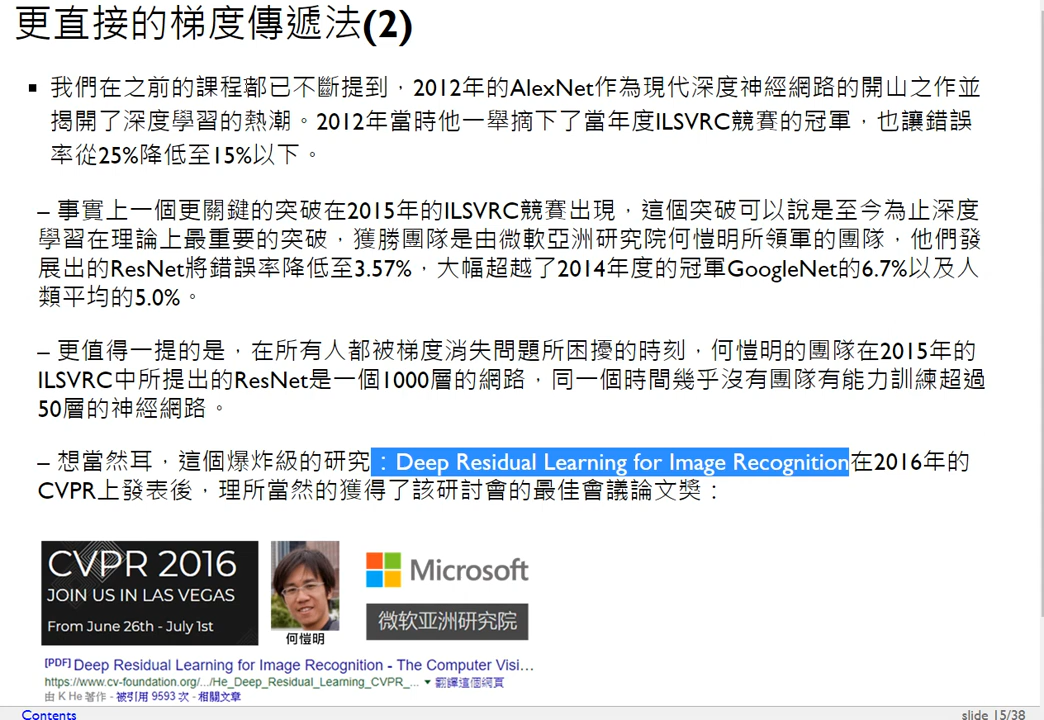 更直接的梯度傳遞法(2)
▪ 我們在之前的課程都已不斷提到，2012年的AlexNet作為現代深度神經網路的開山之作並
揭開了深度學習的熱潮。2012年當時他一舉摘下了當年度ILSVRC競賽的冠軍，也讓錯誤
率從25%降低至15%以下。
– 事實上一個更關鍵的突破在2015年的ILSVRC競賽出現，這個突破可以說是至今為止深度
學習在理論上最重要的突破，獲勝團隊是由微軟亞洲研究院何愷明所領軍的團隊，他們發
展出的ResNet將錯誤率降低至3.57%，大幅超越了2014年度的冠軍GoogleNet的6.7%以及人
類平均的5.0%。
– 更值得一提的是，在所有人都被梯度消失問題所困擾的時刻，何愷明的團隊在2015年的
ILSVRC中所提出的ResNet是一個1000層的網路，同一個時間幾乎沒有團隊有能力訓練超過
50層的神經網路。
– 想當然耳，這個爆炸級的研究：Deep Residual Learning for Image Recognition在2016年的
CVPR上發表後，理所當然的獲得了該研討會的最佳會議論文獎：
CVPR 2016
JOIN US IN LAS VEGAS
From June 26th - July 1st
何愷明
Microsoft
微软亚洲研究院
[PDF] Deep Residual Learning for Image Recognition - The Computer Visi...
https://www.cv-foundation.org/.../He_Deep_Residual_Learning_CVPR_... ▼ 翻譯這個網頁
由 K He 著作 - 被引用 9593 次 - 相關文章
Contents
slide 15/38